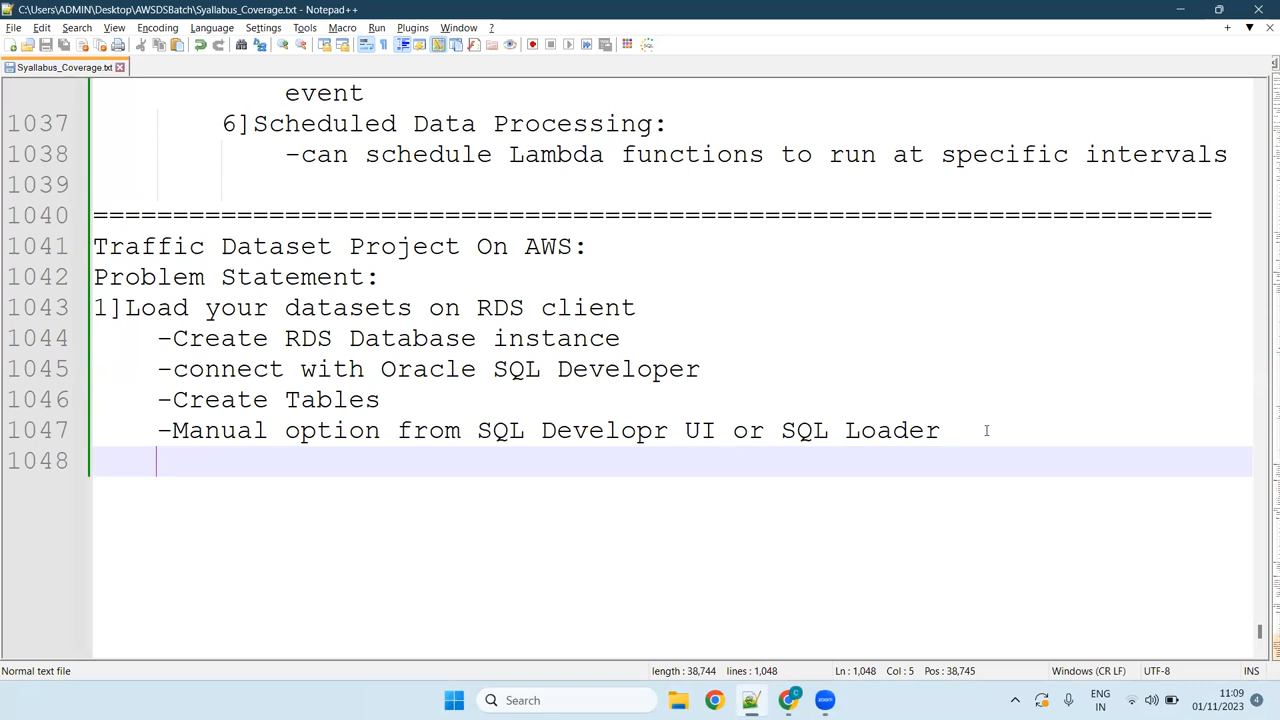 C:\Users\ADMIN\Desktop\AWSDSBatch\Syallabus_Coverage.txt - Notepad++
File Edit Search View Encoding Language Settings Tools Macro Run Plugins Window ?
Syallabus_Coverage.txt
event
1037 6]Scheduled Data Processing:
1038 -can schedule Lambda functions to run at specific intervals
1039
1040 ======================================================================
1041 Traffic Dataset Project On AWS:
1042 Problem Statement:
1043 1]Load your datasets on RDS client
1044 -Create RDS Database instance
1045 -connect with Oracle SQL Developer
1046 -Create Tables
1047 -Manual option from SQL Developr UI or SQL Loader
1048
Normal text file length : 38,744 lines : 1,048 Ln : 1,048 Col : 5 Pos : 38,745 Windows (CR LF) UTF-8 INS
Search zoom ENG IN 11:09 01/11/2023 4